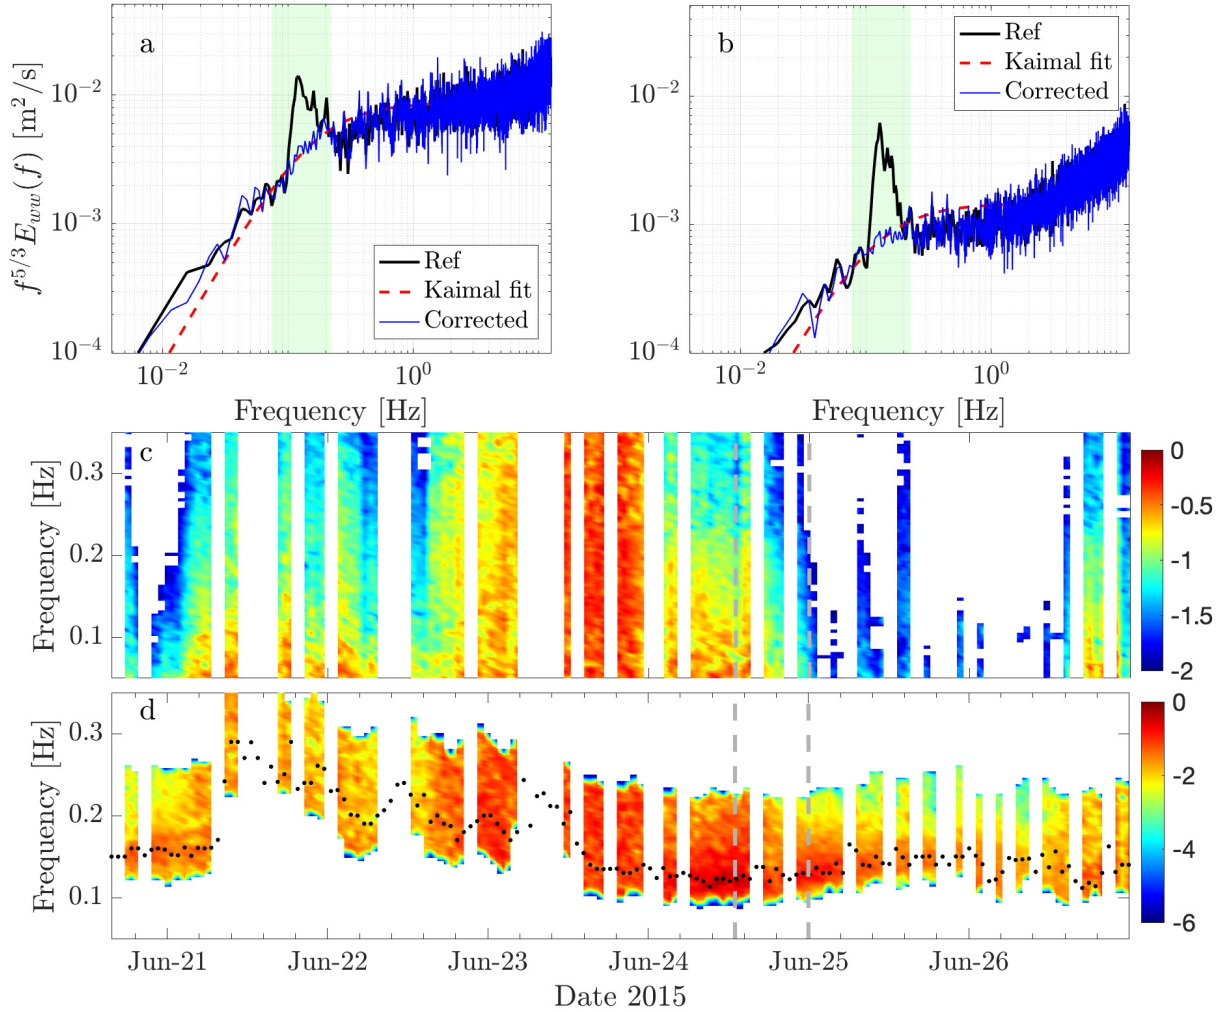 a
f^{5/3}E_{ww}(f) [m^2/s]
10^{-2}
10^{-3}
10^{-4}
Ref
Kaimal fit
Corrected
10^{-2}
10^0
Frequency [Hz]
b
10^{-2}
10^{-3}
10^{-4}
Ref
Kaimal fit
Corrected
10^{-2}
10^0
Frequency [Hz]
c
Frequency [Hz]
0.3
0.2
0.1
0
-0.5
-1
-1.5
-2
d
Frequency [Hz]
0.3
0.2
0.1
0
-2
-4
-6
Jun-21 Jun-22 Jun-23 Jun-24 Jun-25 Jun-26
Date 2015